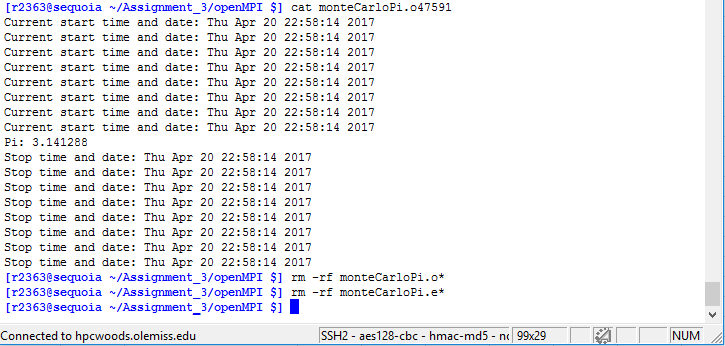 [r2363@sequoia ~/Assignment_3/openMPI $] cat monteCarloPi.o47591
Current start time and date: Thu Apr 20 22:58:14 2017
Current start time and date: Thu Apr 20 22:58:14 2017
Current start time and date: Thu Apr 20 22:58:14 2017
Current start time and date: Thu Apr 20 22:58:14 2017
Current start time and date: Thu Apr 20 22:58:14 2017
Current start time and date: Thu Apr 20 22:58:14 2017
Current start time and date: Thu Apr 20 22:58:14 2017
Current start time and date: Thu Apr 20 22:58:14 2017
Pi: 3.141288
Stop time and date: Thu Apr 20 22:58:14 2017
Stop time and date: Thu Apr 20 22:58:14 2017
Stop time and date: Thu Apr 20 22:58:14 2017
Stop time and date: Thu Apr 20 22:58:14 2017
Stop time and date: Thu Apr 20 22:58:14 2017
Stop time and date: Thu Apr 20 22:58:14 2017
Stop time and date: Thu Apr 20 22:58:14 2017
Stop time and date: Thu Apr 20 22:58:14 2017
[r2363@sequoia ~/Assignment_3/openMPI $] rm -rf monteCarloPi.o*
[r2363@sequoia ~/Assignment_3/openMPI $] rm -rf monteCarloPi.e*
[r2363@sequoia ~/Assignment_3/openMPI $]
Connected to hpcwoods.olemiss.edu SSH2 - aes128-cbc - hmac-md5 - nc 99x29 NUM